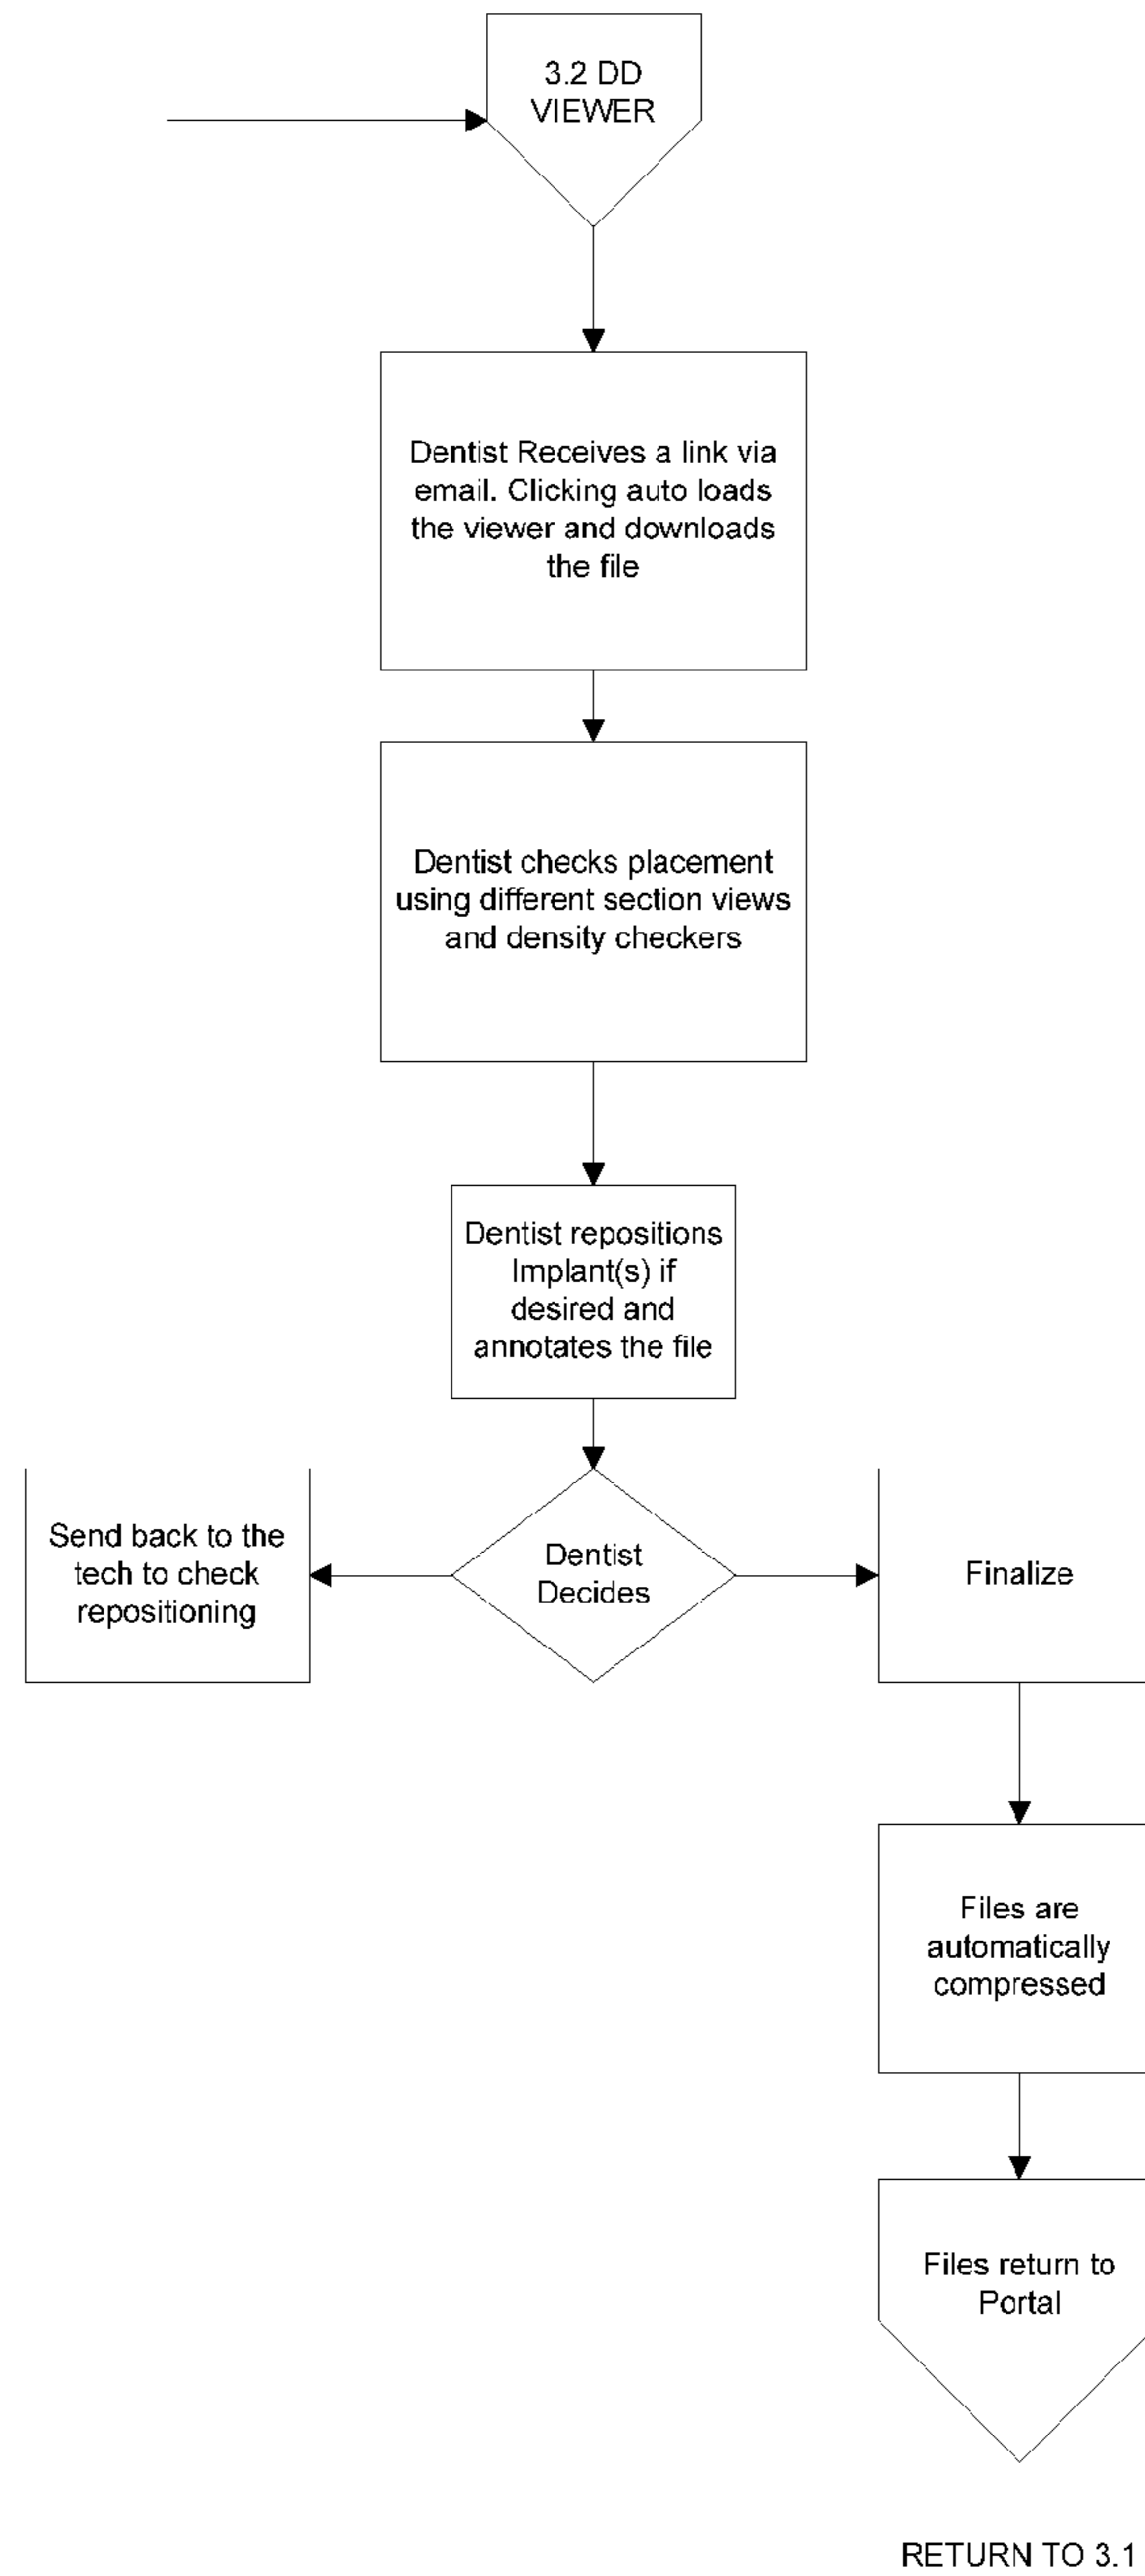 3.2 DD
VIEWER
Dentist Receives a link via
email. Clicking auto loads
the viewer and downloads
the file
Dentist checks placement
using different section views
and density checkers
Dentist repositions
Implant(s) if
desired and
annotates the file
Send back to the
tech to check
repositioning
Dentist
Decides
Finalize
Files are
automatically
compressed
Files return to
Portal
RETURN TO 3.1